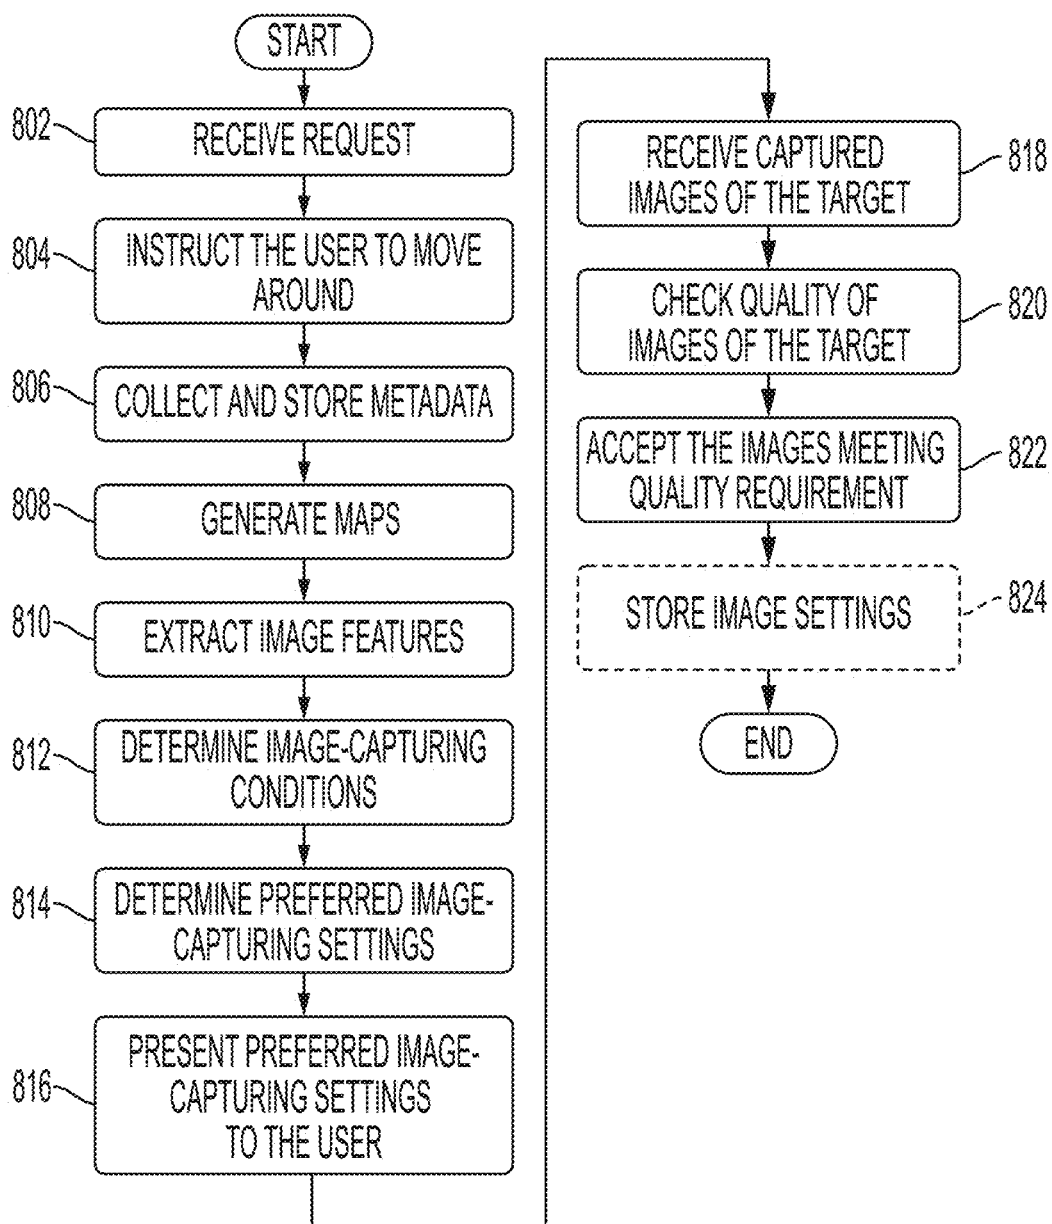 START
802
RECEIVE REQUEST
804
INSTRUCT THE USER TO MOVE
AROUND
806
COLLECT AND STORE METADATA
808
GENERATE MAPS
810
EXTRACT IMAGE FEATURES
812
DETERMINE IMAGE-CAPTURING
CONDITIONS
814
DETERMINE PREFERRED IMAGE-
CAPTURING SETTINGS
816
PRESENT PREFERRED IMAGE-
CAPTURING SETTINGS
TO THE USER
RECEIVE CAPTURED
IMAGES OF THE TARGET
818
CHECK QUALITY OF
IMAGES OF THE TARGET
820
ACCEPT THE IMAGES MEETING
QUALITY REQUIREMENT
822
STORE IMAGE SETTINGS
824
END